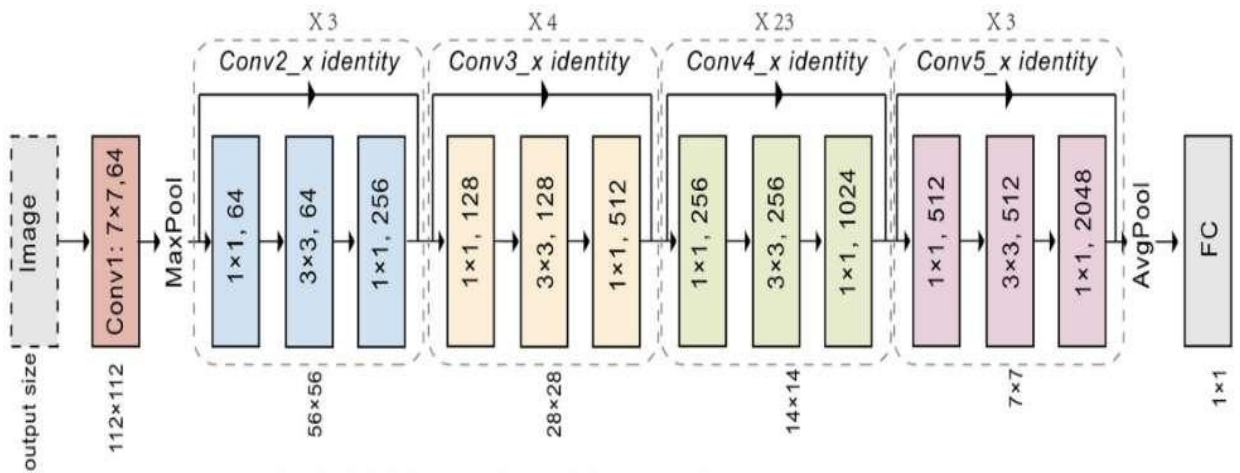 X 3
X 4
X 23
X 3
Conv2_x identity
Conv3_x identity
Conv4_x identity
Conv5_x identity
Image
Conv1: 7×7,64
MaxPool
1×1, 64
3×3, 64
1×1, 256
1×1, 128
3×3, 128
1×1, 512
1×1, 256
3×3, 256
1×1, 1024
1×1, 512
3×3, 512
1×1, 2048
AvgPool
FC
output size
112×112
56×56
28×28
14×14
7×7
1×1